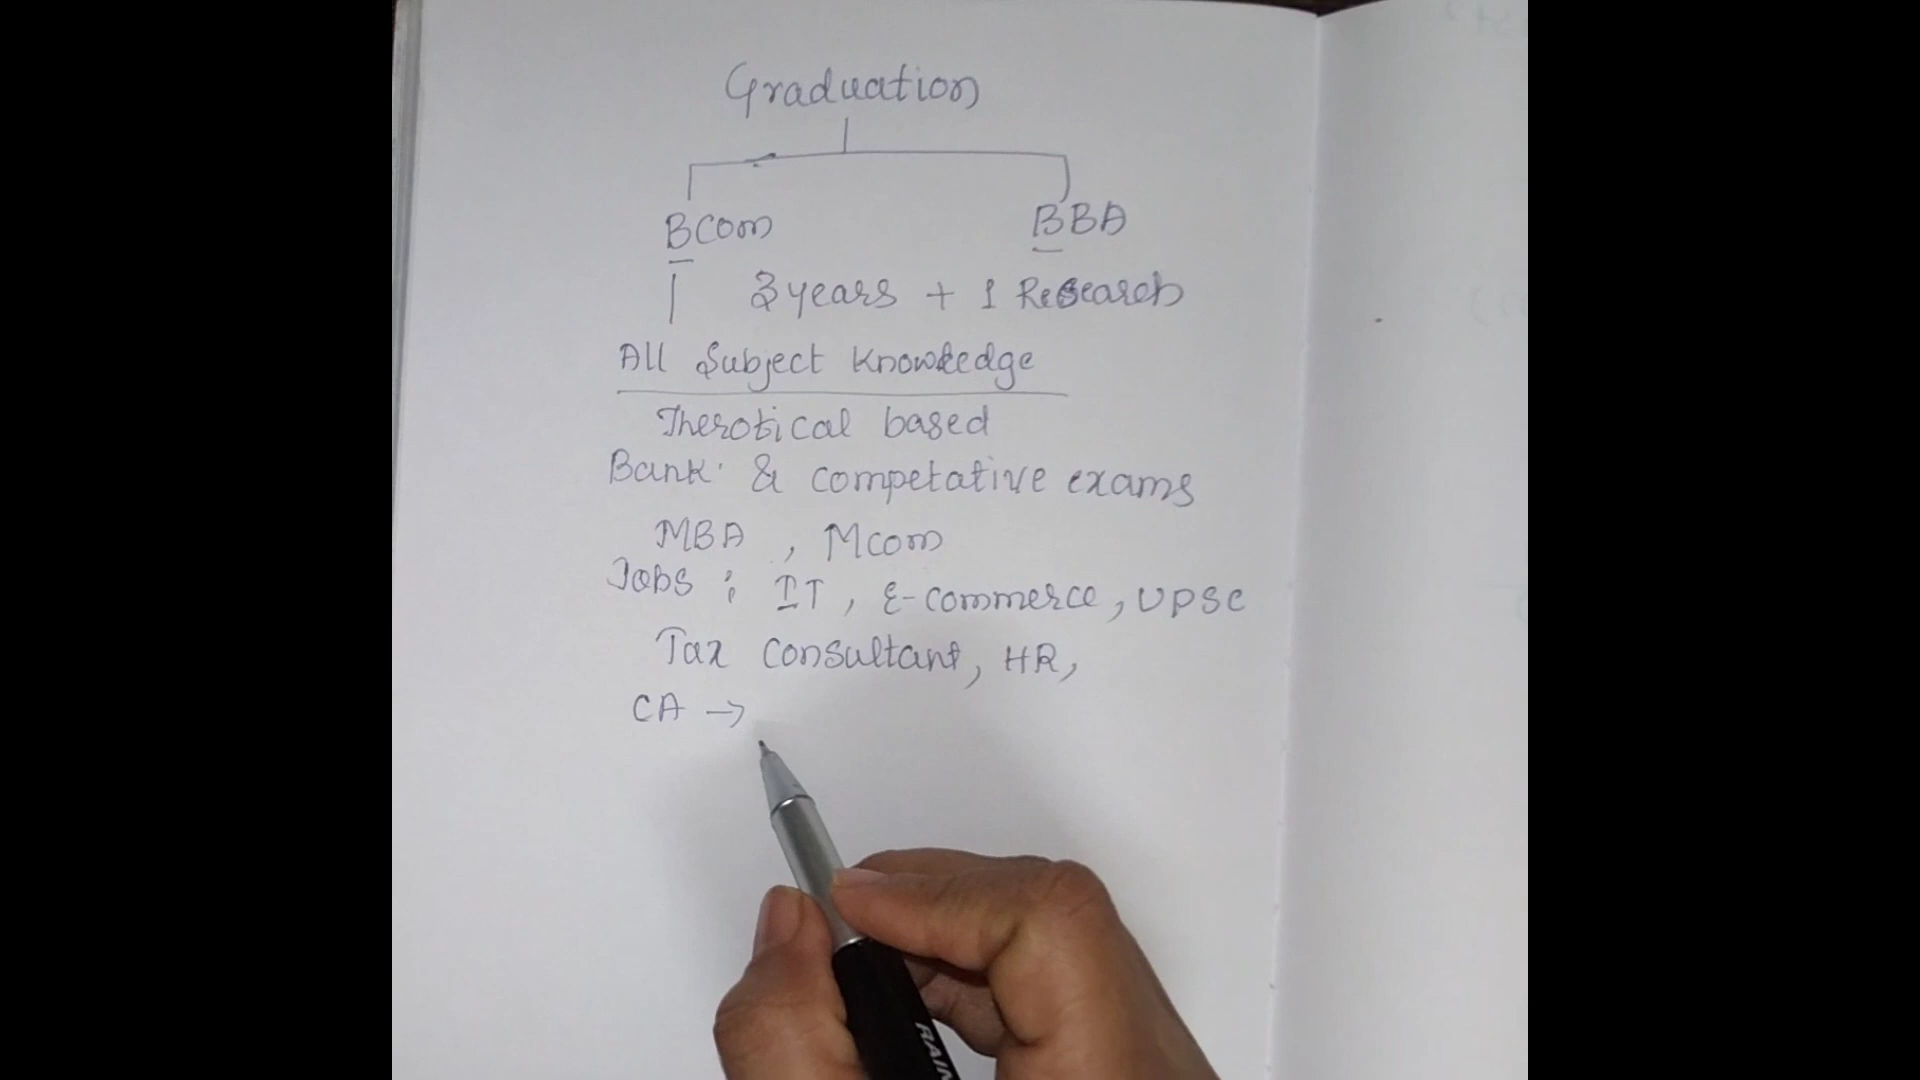 Graduation
Bcom BBA
3 years + 1 Research
All Subject Knowledge
Therotical based
Bank & competative exams
MBA , Mcom
Jobs : IT, E-commerce, UPSC
Tax consultant, HR,
CA →